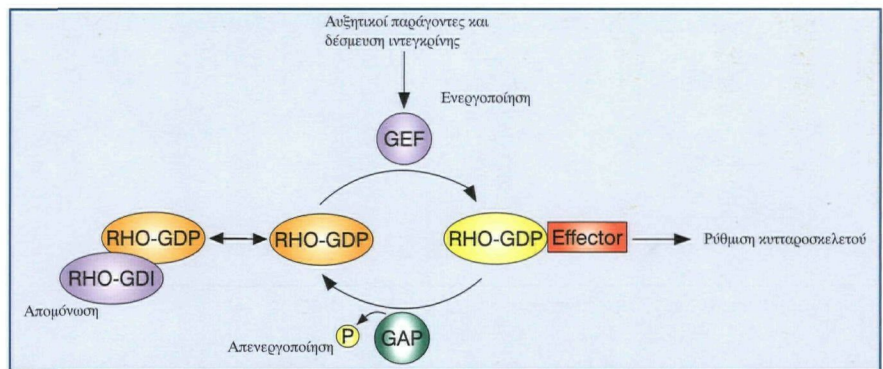 Αυξητικοί παράγοντες και
δέσμευση ιντεγκρίνης
Ενεργοποίηση
GEF
RHO-GDP
RHO-GDP
RHO-GDP
Effector
Ρύθμιση κυτταροσκελετού
RHO-GDI
Απομόνωση
P
GAP
Απενεργοποίηση